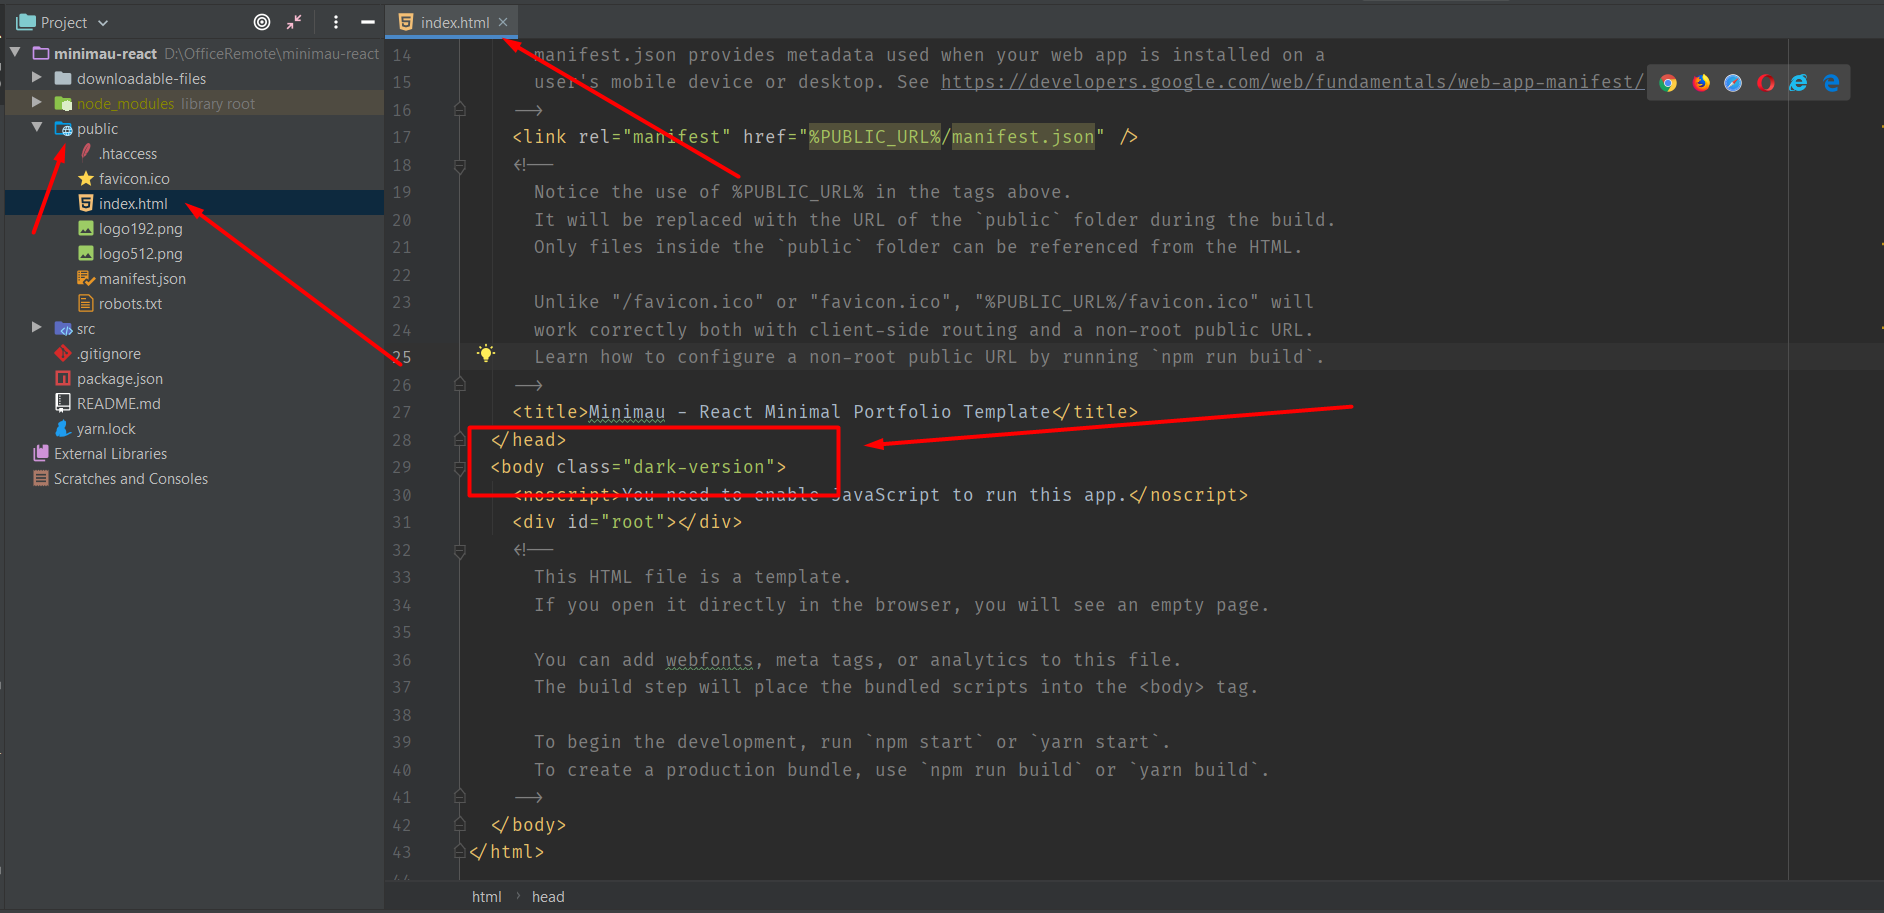 Project
minimau-react D:\OfficeRemote\minimau-react
downloadable-files
node_modules library root
public
.htaccess
favicon.ico
index.html
logo192.png
logo512.png
manifest.json
robots.txt
src
.gitignore
package.json
README.md
yarn.lock
External Libraries
Scratches and Consoles
index.html
14 manifest.json provides metadata used when your web app is installed on a
15 user's mobile device or desktop. See https://developers.google.com/web/fundamentals/web-app-manifest/
16 -->
17 <link rel="manifest" href="%PUBLIC_URL%/manifest.json" />
18 <!--
19 Notice the use of %PUBLIC_URL% in the tags above.
20 It will be replaced with the URL of the `public` folder during the build.
21 Only files inside the `public` folder can be referenced from the HTML.
22
23 Unlike "/favicon.ico" or "favicon.ico", "%PUBLIC_URL%/favicon.ico" will
24 work correctly both with client-side routing and a non-root public URL.
25 Learn how to configure a non-root public URL by running `npm run build`.
26 -->
27 <title>Minimau - React Minimal Portfolio Template</title>
28 </head>
29 <body class="dark-version">
30 <noscript>You need to enable JavaScript to run this app.</noscript>
31 <div id="root"></div>
32 <!--
33 This HTML file is a template.
34 If you open it directly in the browser, you will see an empty page.
35
36 You can add webfonts, meta tags, or analytics to this file.
37 The build step will place the bundled scripts into the <body> tag.
38
39 To begin the development, run `npm start` or `yarn start`.
40 To create a production bundle, use `npm run build` or `yarn build`.
41 -->
42 </body>
43 </html>
44
html › head